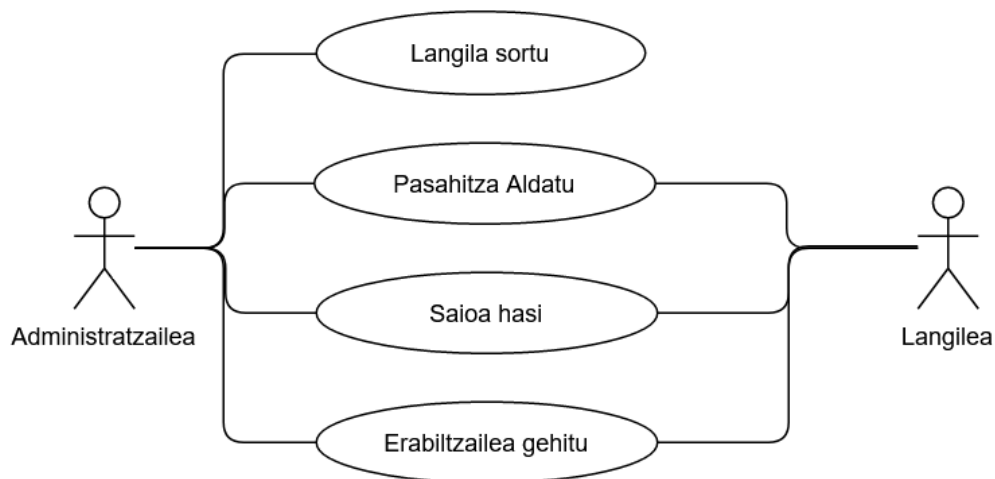 Langila sortu
Pasahitza Aldatu
Saioa hasi
Administratzailea
Langilea
Erabiltzailea gehitu